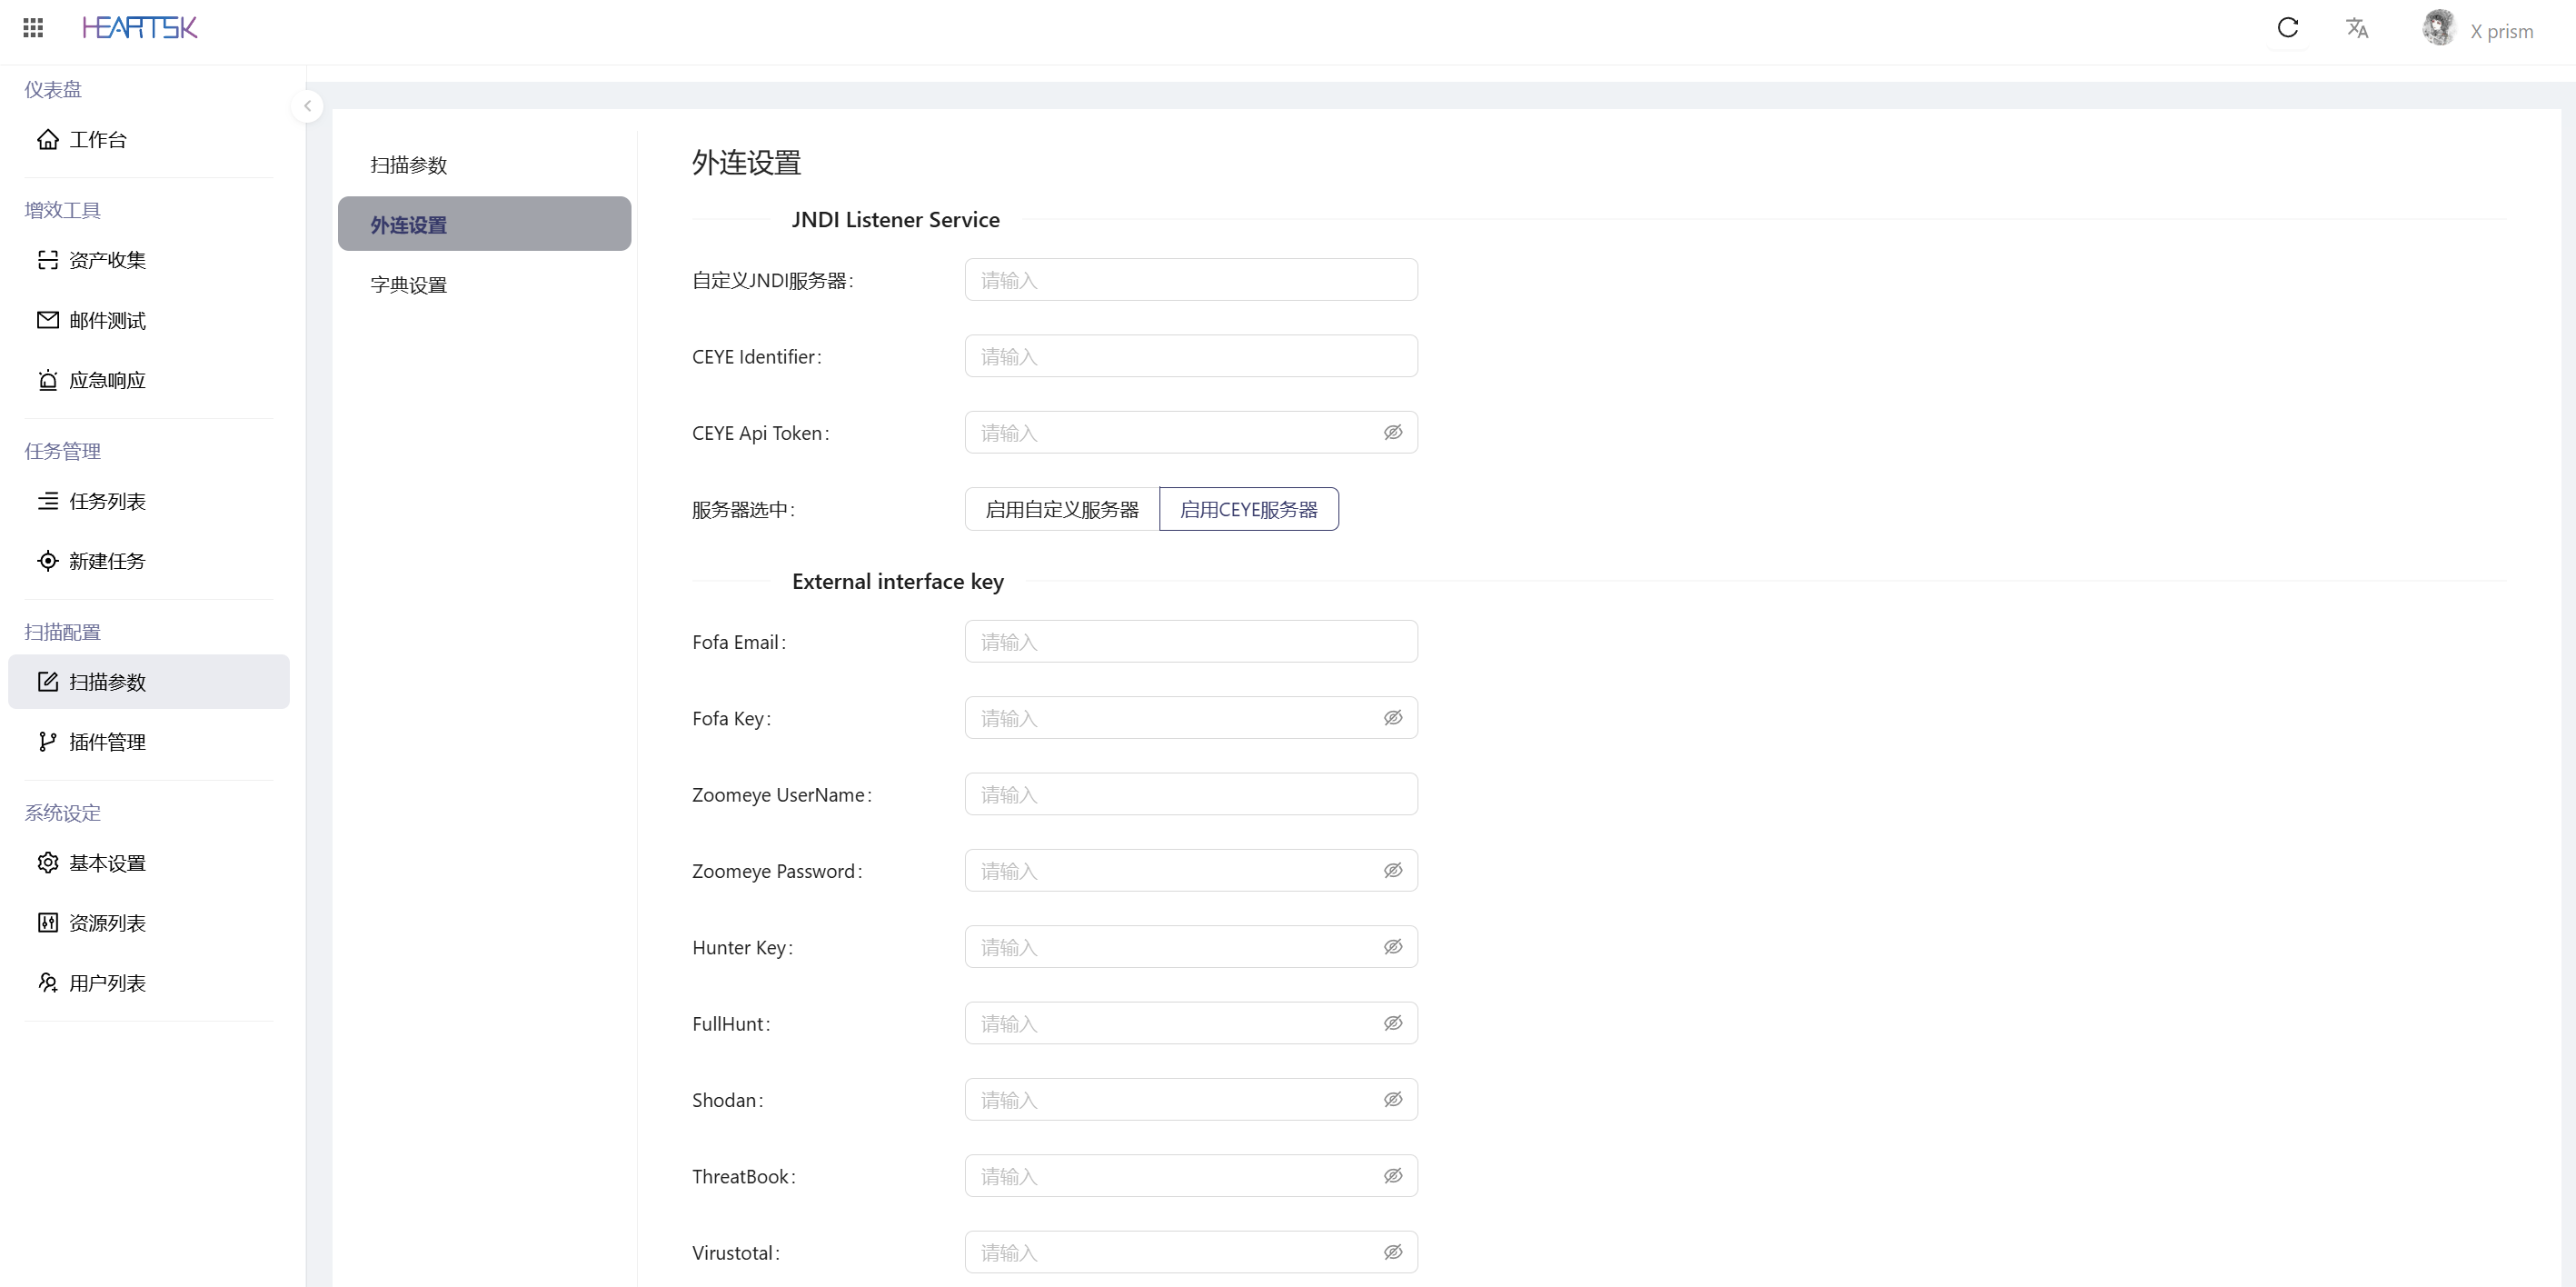 HEARTSK
X prism
仪表盘
工作台
增效工具
资产收集
邮件测试
应急响应
任务管理
任务列表
新建任务
扫描配置
扫描参数
插件管理
系统设定
基本设置
资源列表
用户列表
扫描参数
外连设置
字典设置
外连设置
JNDI Listener Service
自定义JNDI服务器: 请输入
CEYE Identifier: 请输入
CEYE Api Token: 请输入
服务器选中: 启用自定义服务器 启用CEYE服务器
External interface key
Fofa Email: 请输入
Fofa Key: 请输入
Zoomeye UserName: 请输入
Zoomeye Password: 请输入
Hunter Key: 请输入
FullHunt: 请输入
Shodan: 请输入
ThreatBook: 请输入
Virustotal: 请输入